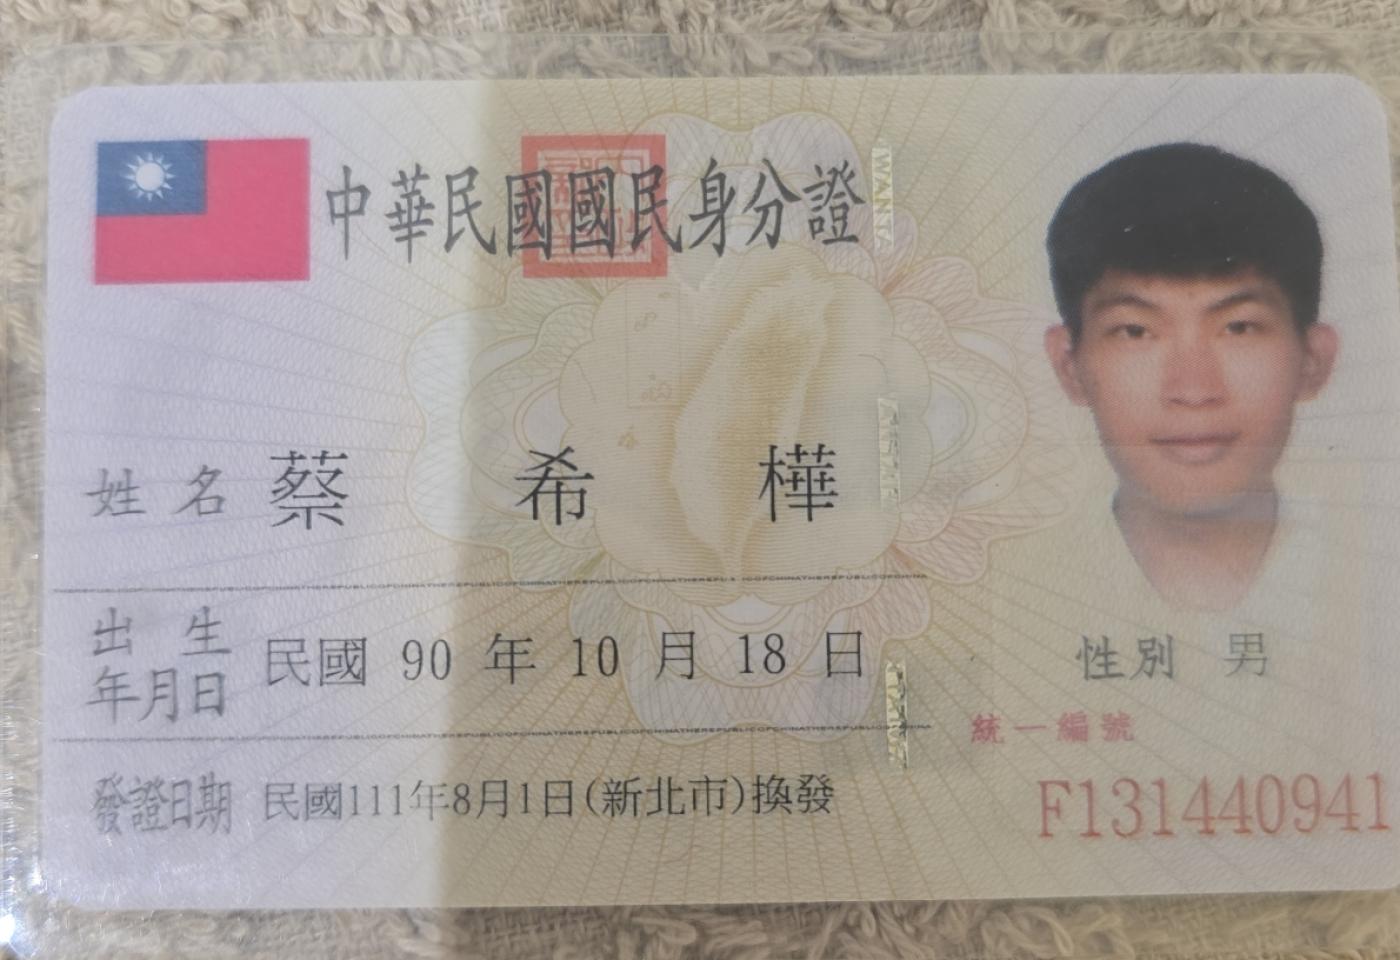 中華民國國民身分證
姓名 蔡希樺
出生年月日 民國 90 年 10 月 18 日
性別 男
統一編號
F131440941
發證日期 民國111年8月1日(新北市)換發